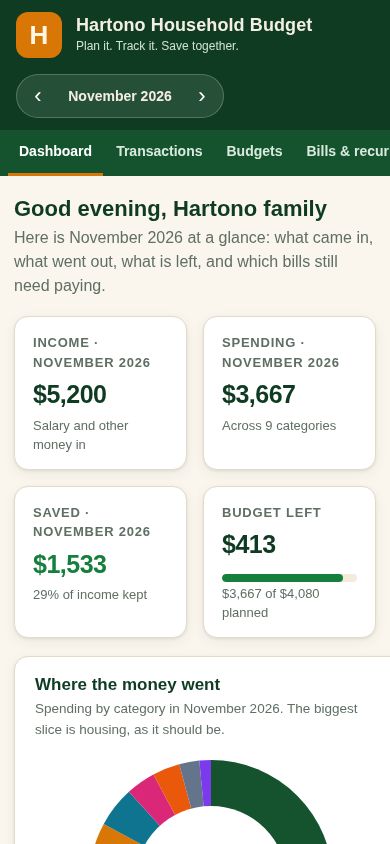 H
Hartono Household Budget
Plan it. Track it. Save together.
‹ November 2026 ›
Dashboard Transactions Budgets Bills & recur
Good evening, Hartono family
Here is November 2026 at a glance: what came in,
what went out, what is left, and which bills still
need paying.
INCOME ·
NOVEMBER 2026
$5,200
Salary and other
money in
SPENDING ·
NOVEMBER 2026
$3,667
Across 9 categories
SAVED ·
NOVEMBER 2026
$1,533
29% of income kept
BUDGET LEFT
$413
$3,667 of $4,080
planned
Where the money went
Spending by category in November 2026. The biggest
slice is housing, as it should be.